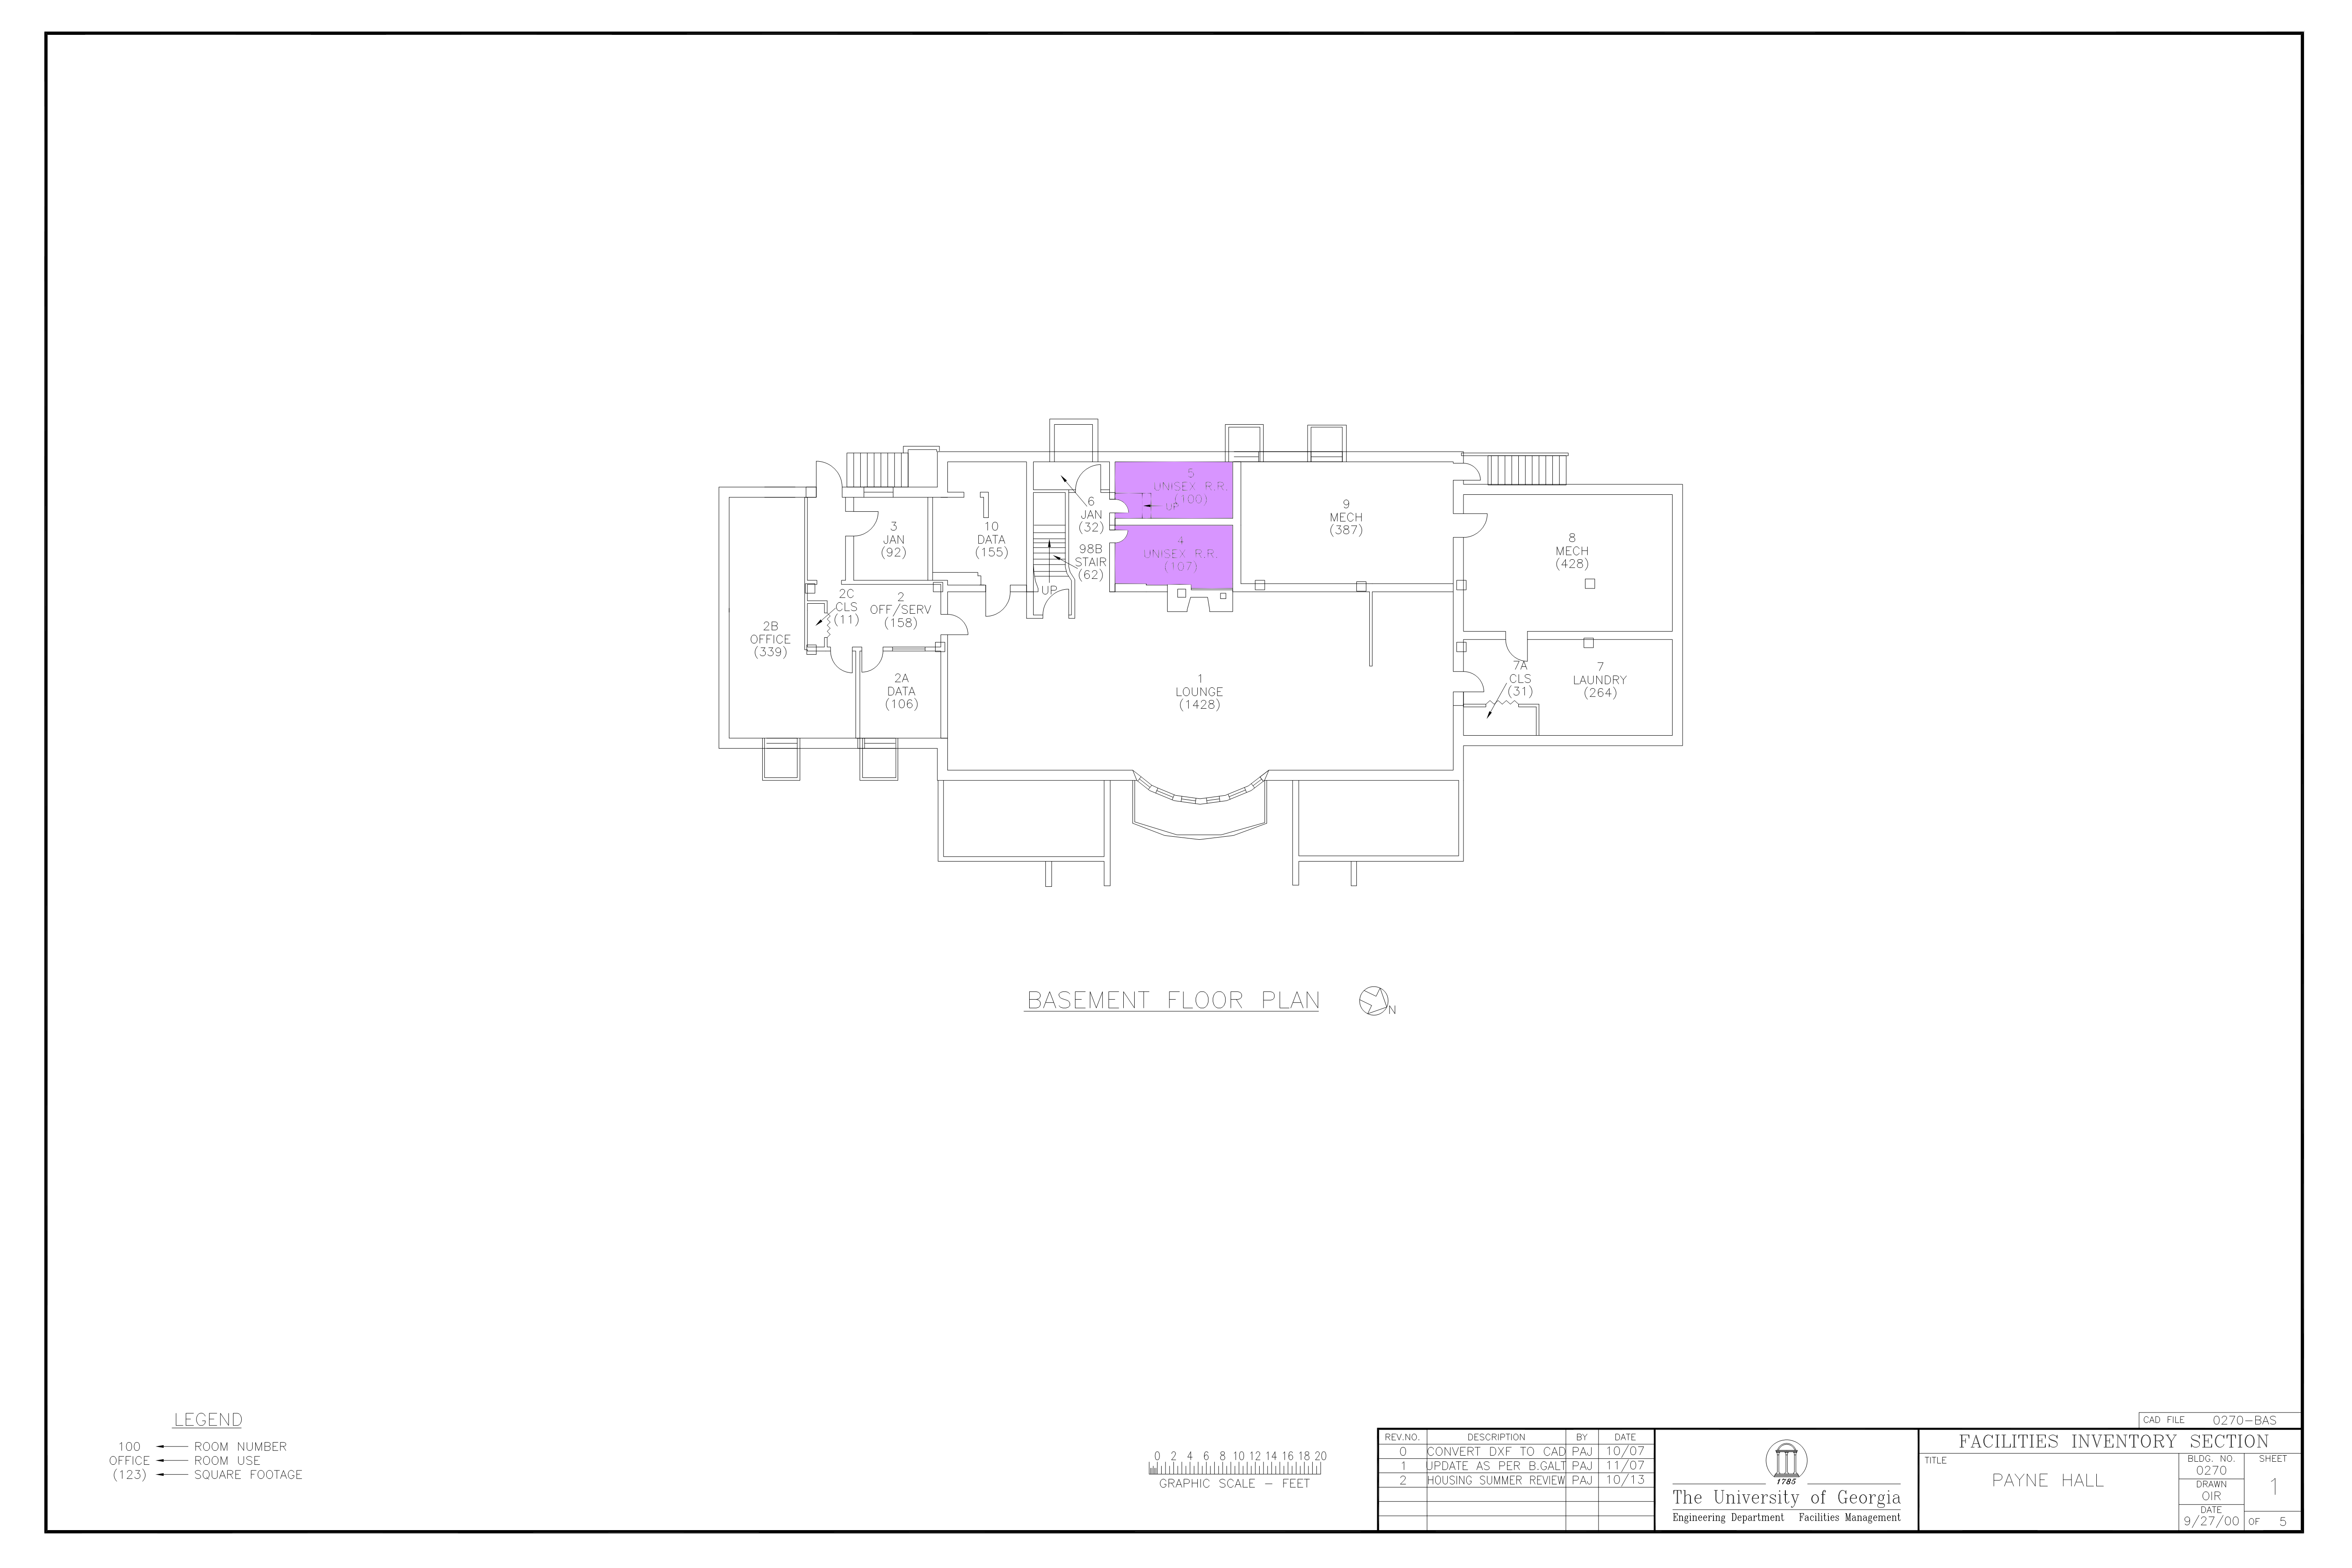 5
UNISEX R.R.
(100)
UP
6
JAN
(32)
9
MECH
(387)
3
JAN
(92)
10
DATA
(155)
98B
STAIR
(62)
UP
4
UNISEX R.R.
(107)
8
MECH
(428)
2C
CLS
(11)
2
OFF/SERV
(158)
2B
OFFICE
(339)
2A
DATA
(106)
1
LOUNGE
(1428)
7A
CLS
(31)
7
LAUNDRY
(264)
BASEMENT FLOOR PLAN
N
LEGEND
100 ROOM NUMBER
OFFICE ROOM USE
(123) SQUARE FOOTAGE
0 2 4 6 8 10 12 14 16 18 20
GRAPHIC SCALE - FEET
REV.NO. DESCRIPTION BY DATE
0 CONVERT DXF TO CAD PAJ 10/07
1 UPDATE AS PER B.GALT PAJ 11/07
2 HOUSING SUMMER REVIEW PAJ 10/13
1785
The University of Georgia
Engineering Department Facilities Management
CAD FILE 0270-BAS
FACILITIES INVENTORY SECTION
TITLE
PAYNE HALL
BLDG. NO.
0270
DRAWN
OIR
DATE
9/27/00
SHEET
1
OF 5